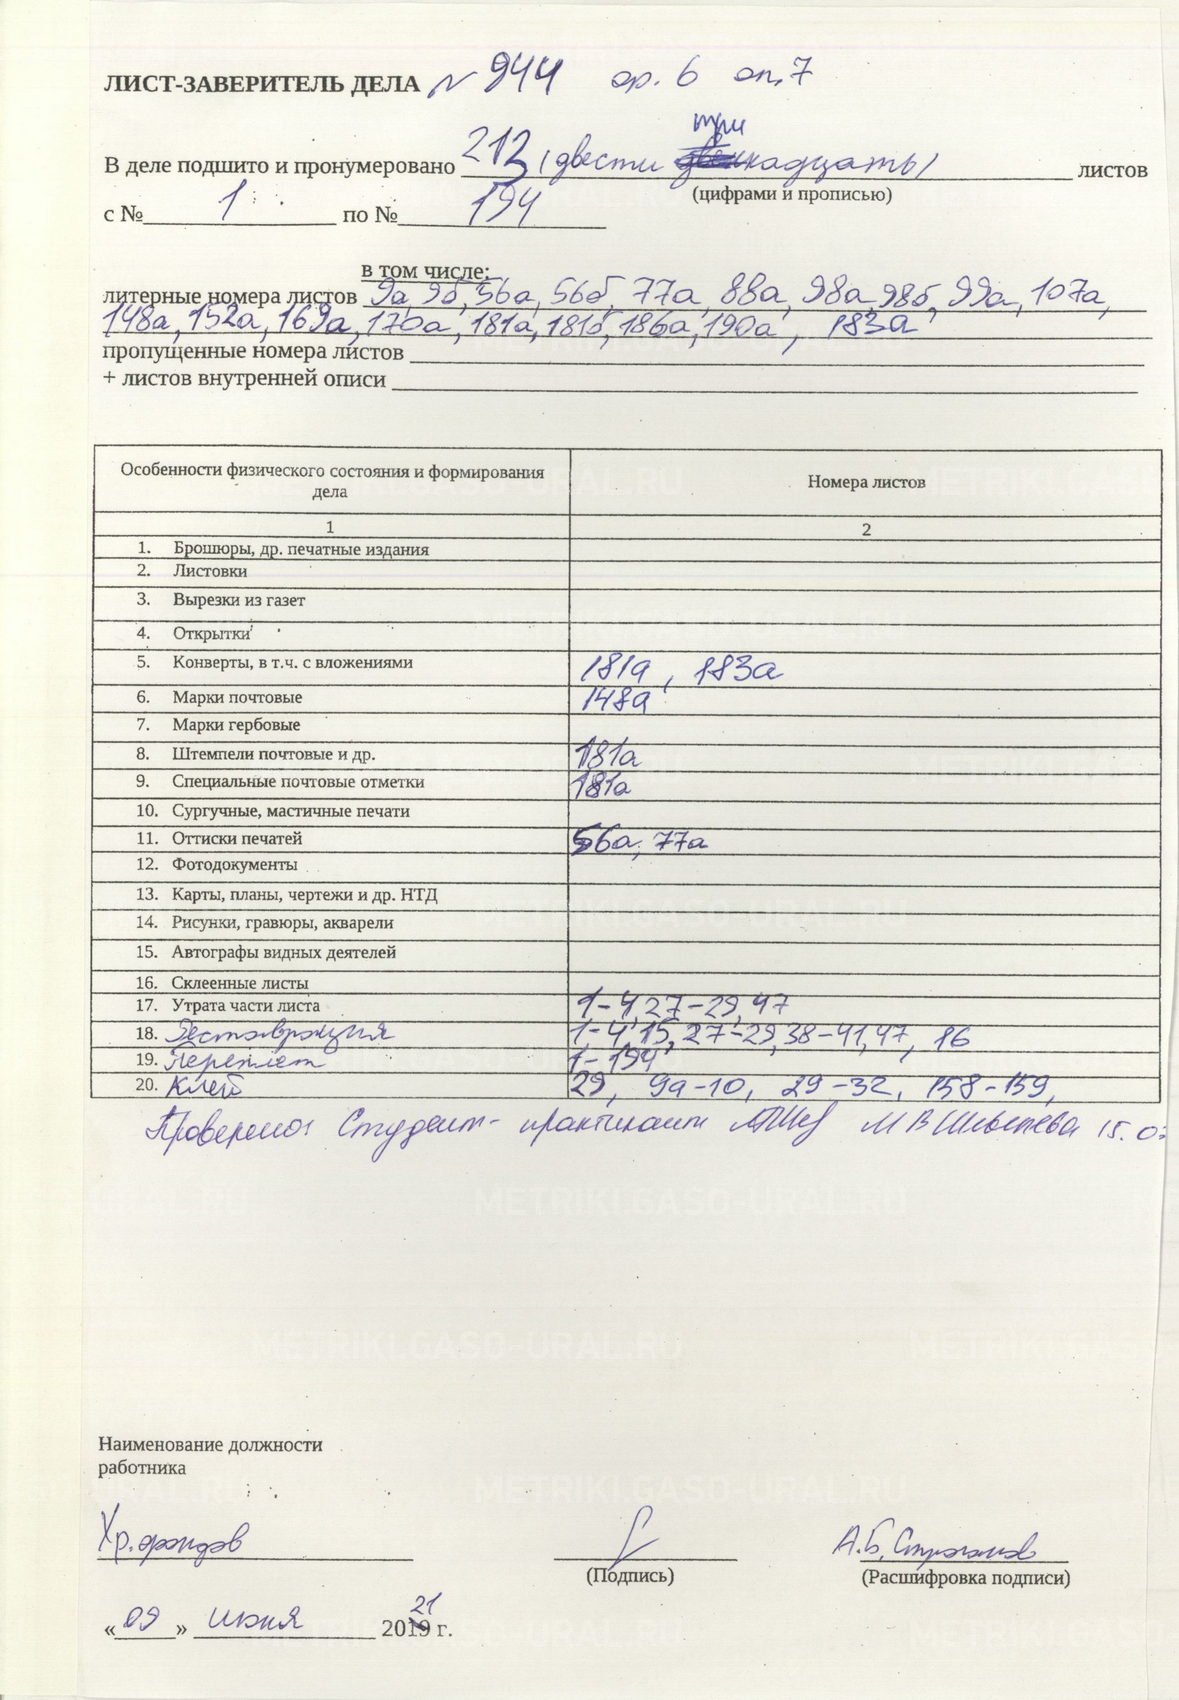 ЛИСТ-ЗАВЕРИТЕЛЬ ДЕЛА № 944 ф. 6 оп. 7
три
В деле подшито и пронумеровано 213 (двести надцать) листов
(цифрами и прописью)
с № 1 по № 194
в том числе:
литерные номера листов 9а, 9б, 56а, 56б, 77а, 88а, 98а, 98б, 99а, 107а,
148а, 152а, 169а, 170а, 181а, 181б, 186а, 190а, 183а
пропущенные номера листов
+ листов внутренней описи
Особенности физического состояния и формирования дела Номера листов
1 2
1. Брошюры, др. печатные издания
2. Листовки
3. Вырезки из газет
4. Открытки
5. Конверты, в т.ч. с вложениями 181а, 183а
6. Марки почтовые 148а
7. Марки гербовые
8. Штемпели почтовые и др. 181а
9. Специальные почтовые отметки 181а
10. Сургучные, мастичные печати
11. Оттиски печатей 56а, 77а
12. Фотодокументы
13. Карты, планы, чертежи и др. НТД
14. Рисунки, гравюры, акварели
15. Автографы видных деятелей
16. Склеенные листы
17. Утрата части листа 1-4, 27-29, 47
18. Реставрация 1-4, 15, 27-29, 38-41, 47, 16
19. Переплет 1-194
20. Клей 29, 9а-10, 29-32, 158-159,
Проверено: Студент-практикант М В 15.0
METRIKI.GASO-URAL.RU
Наименование должности
работника
Хр. фондов А.Б.
(Подпись) (Расшифровка подписи)
21
«09» июня 2019 г.